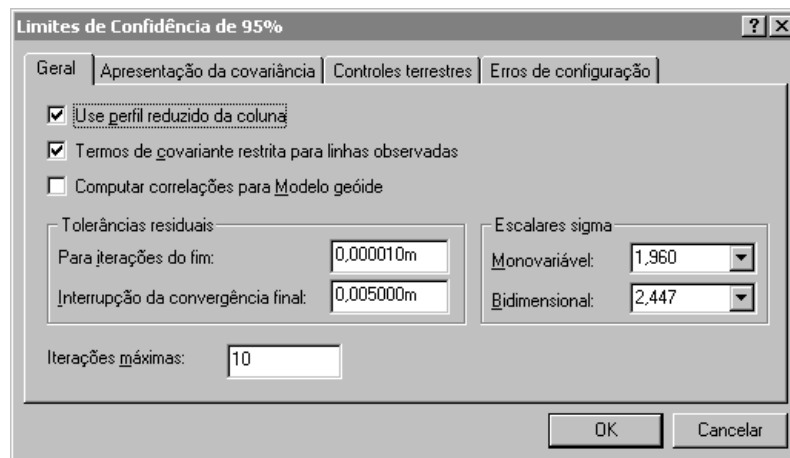 Limites de Confidência de 95%
Geral Apresentação da covariância Controles terrestres Erros de configuração
Use perfil reduzido da coluna
Termos de covariante restrita para linhas observadas
Computar correlações para Modelo geóide
Tolerâncias residuais
Para iterações do fim: 0,000010m
Interrupção da convergência final: 0,005000m
Escalares sigma
Monovariável: 1,960
Bidimensional: 2,447
Iterações máximas: 10
OK Cancelar